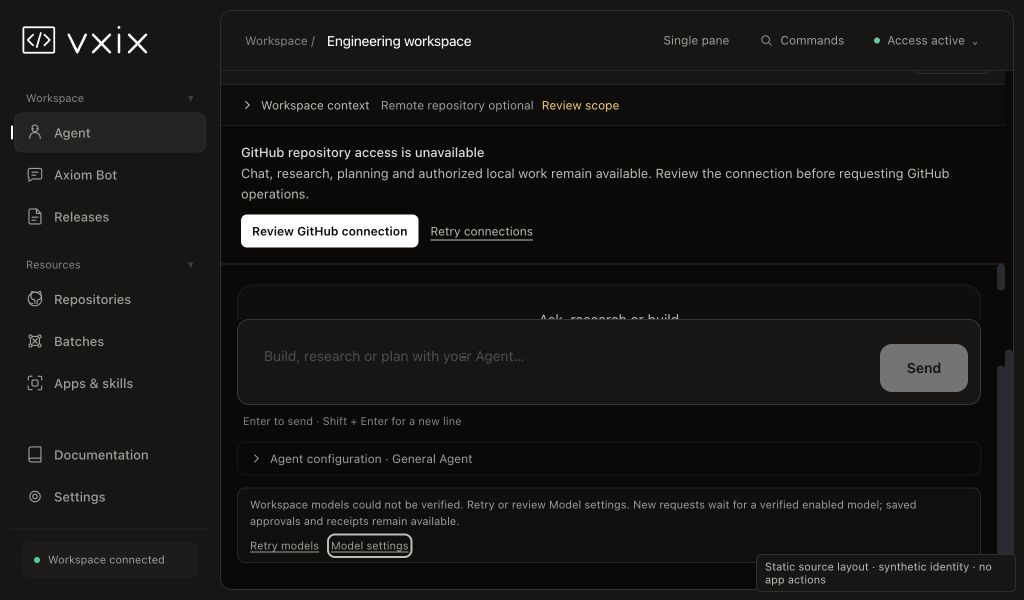 </> vxix
Workspace
Agent
Axiom Bot
Releases
Resources
Repositories
Batches
Apps & skills
Documentation
Settings
Workspace connected
Workspace / Engineering workspace
Single pane
Commands
Access active
Workspace context Remote repository optional Review scope
GitHub repository access is unavailable
Chat, research, planning and authorized local work remain available. Review the connection before requesting GitHub
operations.
Review GitHub connection
Retry connections
Ask, research or build
Build, research or plan with your Agent...
Send
Enter to send · Shift + Enter for a new line
Agent configuration · General Agent
Workspace models could not be verified. Retry or review Model settings. New requests wait for a verified enabled model; saved
approvals and receipts remain available.
Retry models Model settings
Static source layout · synthetic identity · no
app actions